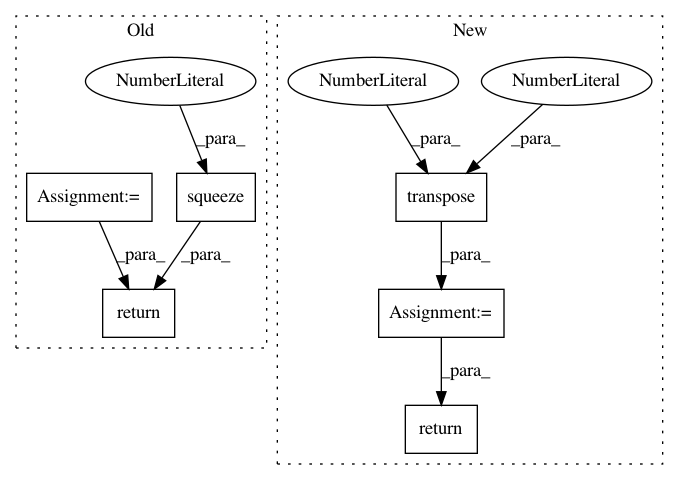 Old
New
NumberLiteral
NumberLiteral
NumberLiteral
_para_
_para_
_para_
Assignment:=
squeeze
transpose
_para_
_para_
_para_
return
Assignment:=
_para_
return